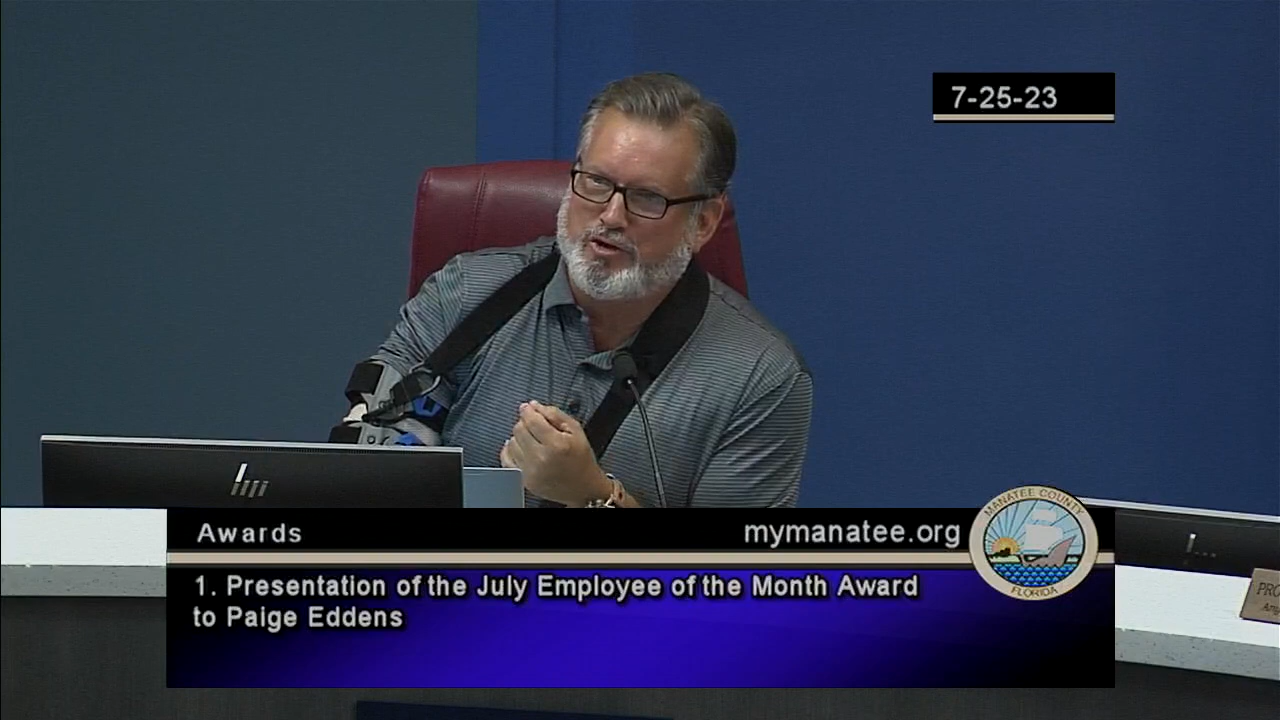 7-25-23
hp
Awards
mymanatee.org
MANATEE COUNTY
FLORIDA
1. Presentation of the July Employee of the Month Award
to Paige Eddens